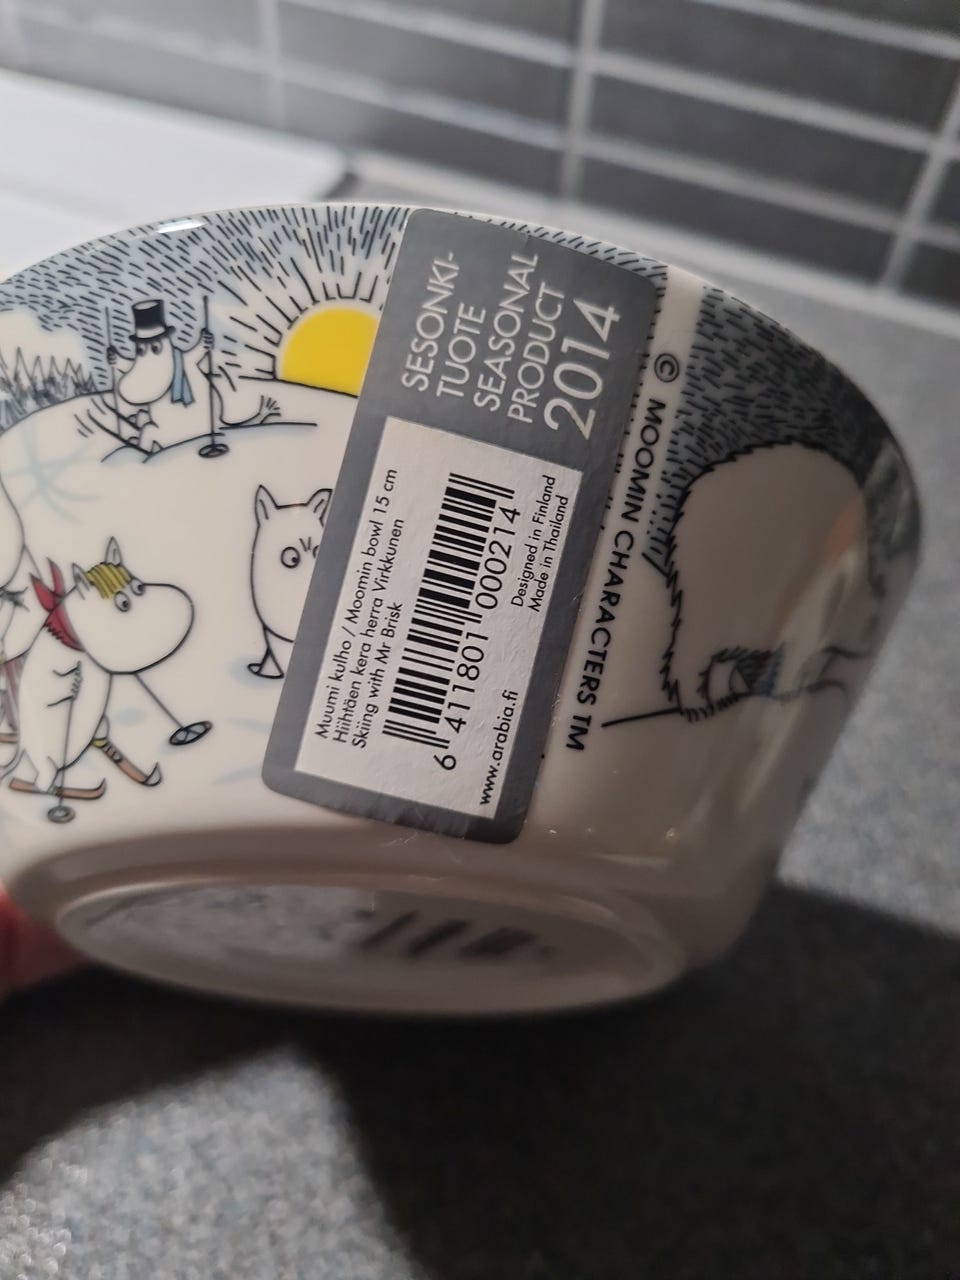 SESONKI-
TUOTE
SEASONAL
PRODUCT
2014
Muumi kulho / Moomin bowl 15 cm
Hiihtäen kera herra Virkkunen
Skiing with Mr Brisk
6 411801 000214
Designed in Finland
Made in Thailand
www.arabia.fi
© MOOMIN CHARACTERS TM